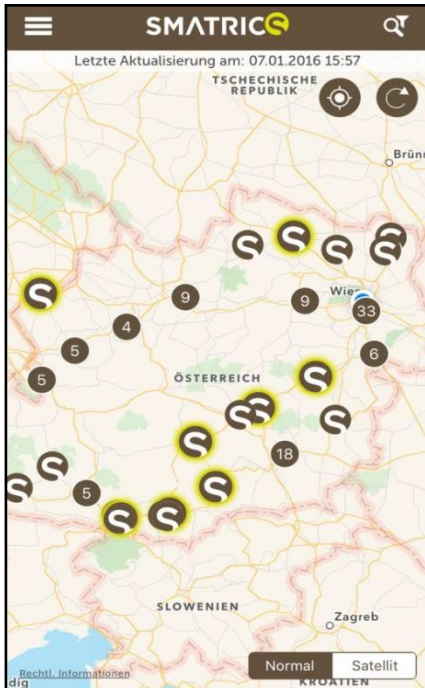 SMATRICS
Letzte Aktualisierung am: 07.01.2016 15:57
TSCHECHISCHE
REPUBLIK
Brünn
Wien
9
9
33
4
5
6
5
ÖSTERREICH
18
5
SLOWENIEN
Zagreb
Normal
Satellit
Rechtl. Informationen
dig
KROATIEN